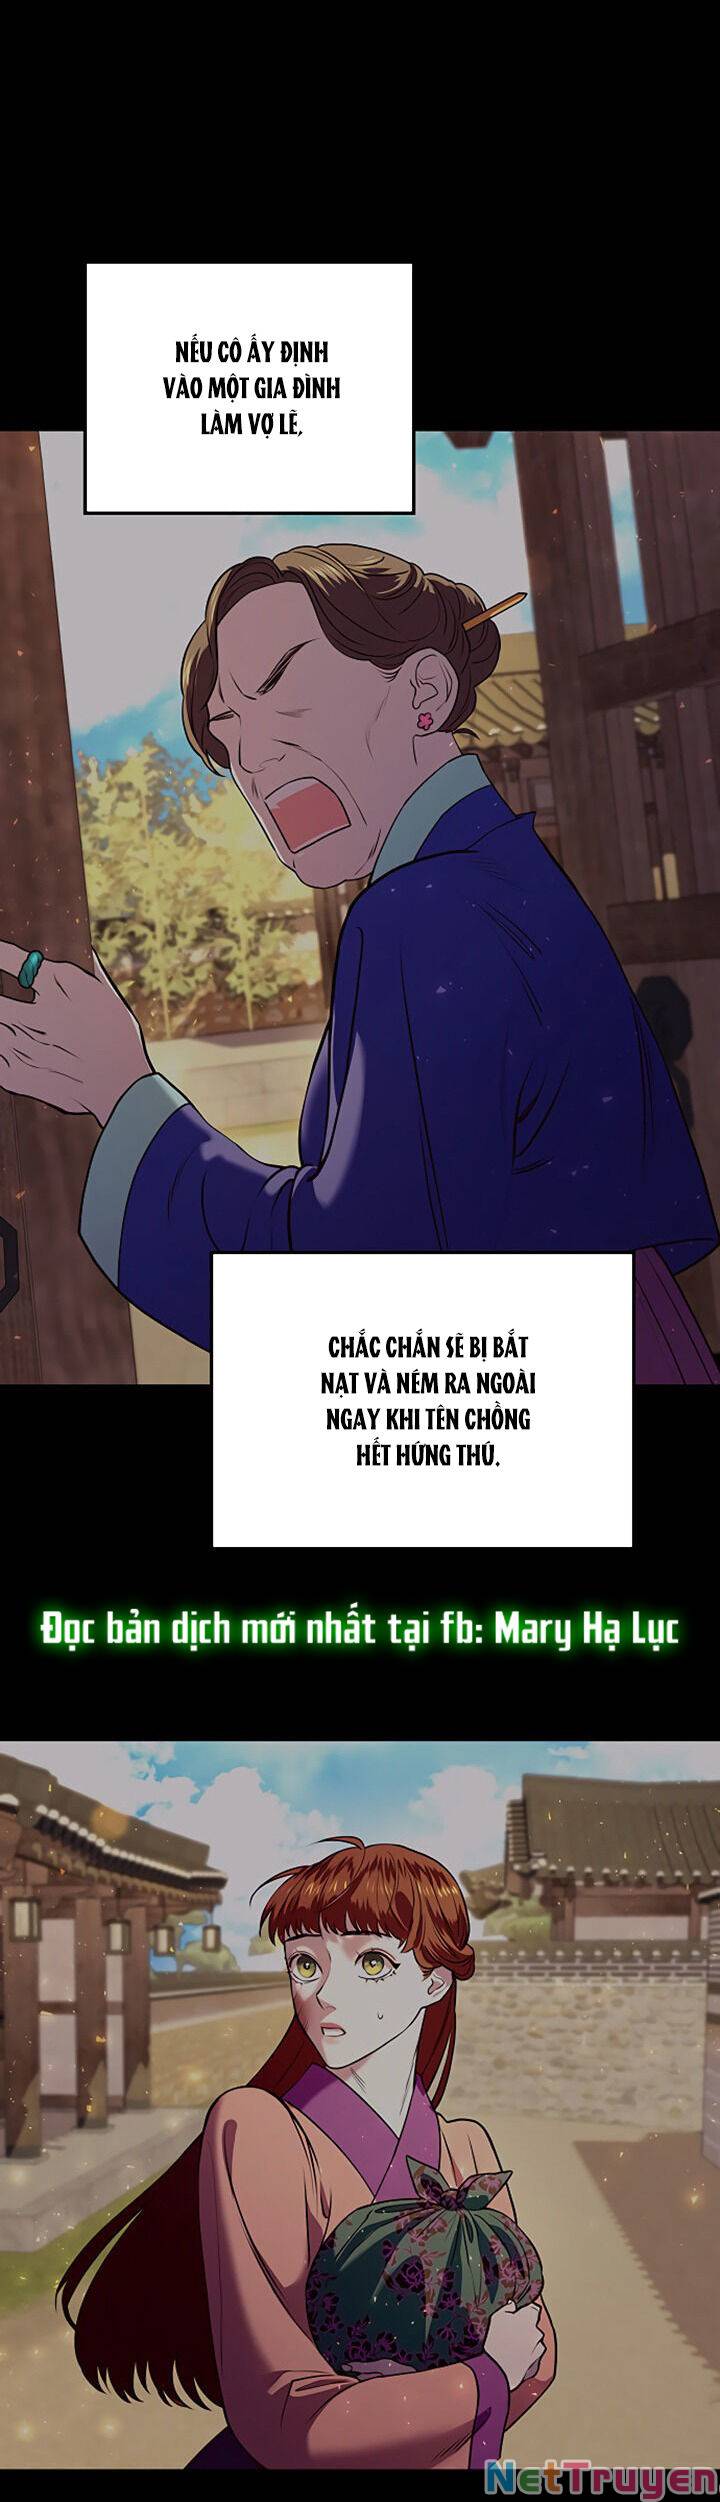 NẾU CÔ ẤY ĐỊNH
VÀO MỘT GIA ĐÌNH
LÀM VỢ LẼ,
CHẮC CHẮN SẼ BỊ BẮT
NẠT VÀ NÉM RA NGOÀI
NGAY KHI TÊN CHỒNG
HẾT HỨNG THÚ.
Đọc bản dịch mới nhất tại fb: Mary Hạ Lục
NetTruyen